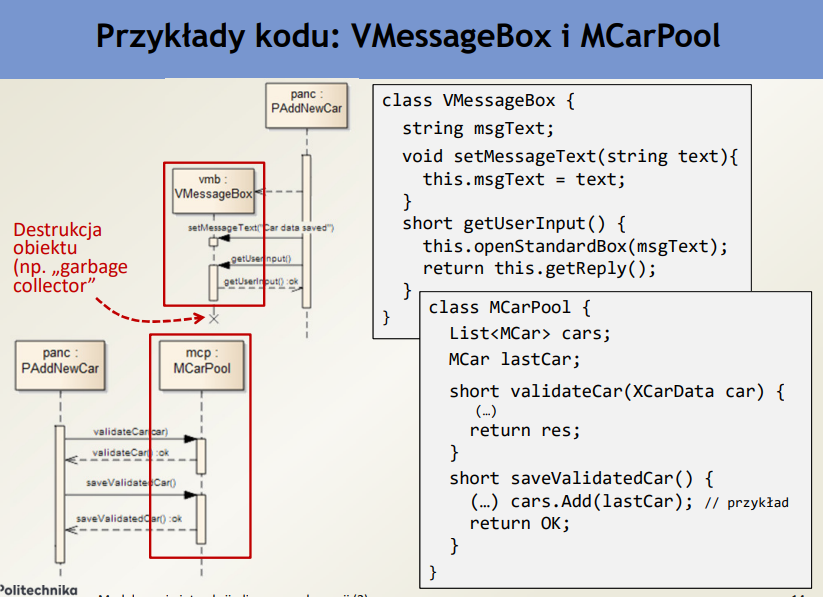 Przykłady kodu: VMessageBox i MCarPool
panc :
PAddNewCar
vmb :
VMessageBox
setMessageText("Car data saved")
getUserInput()
getUserInput() :ok
Destrukcja
obiektu
(np. „garbage
collector”
panc :
PAddNewCar
mcp :
MCarPool
validateCar(car)
validateCar() :ok
saveValidatedCar()
saveValidatedCar() :ok
class VMessageBox {
string msgText;
void setMessageText(string text){
this.msgText = text;
}
short getUserInput() {
this.openStandardBox(msgText);
return this.getReply();
}
}
class MCarPool {
List<MCar> cars;
MCar lastCar;
short validateCar(XCarData car) {
(…)
return res;
}
short saveValidatedCar() {
(…) cars.Add(lastCar); // przykład
return OK;
}
}
Politechnika